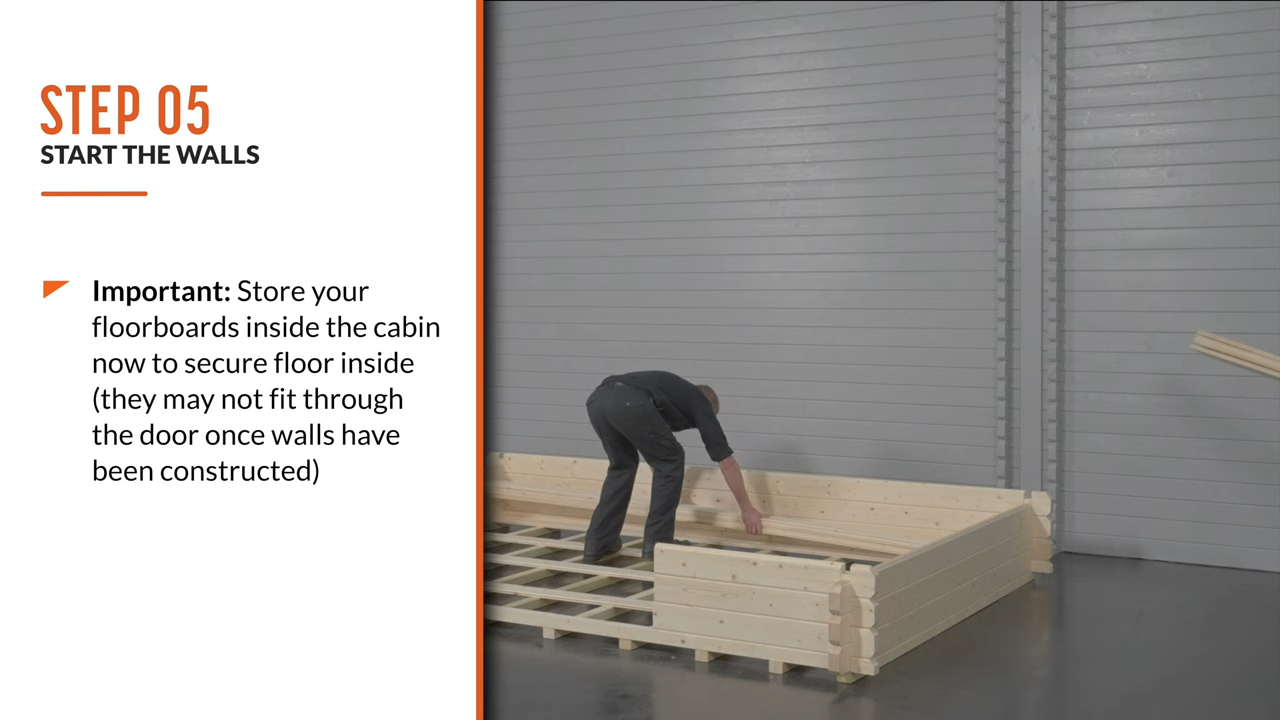 STEP 05
START THE WALLS
Important: Store your
floorboards inside the cabin
now to secure floor inside
(they may not fit through
the door once walls have
been constructed)